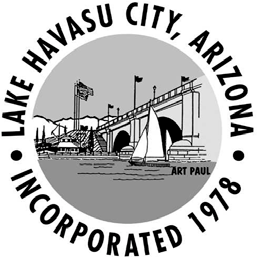 LAKE HAVASU CITY, ARIZONA
• INCORPORATED 1978 •
ART PAUL